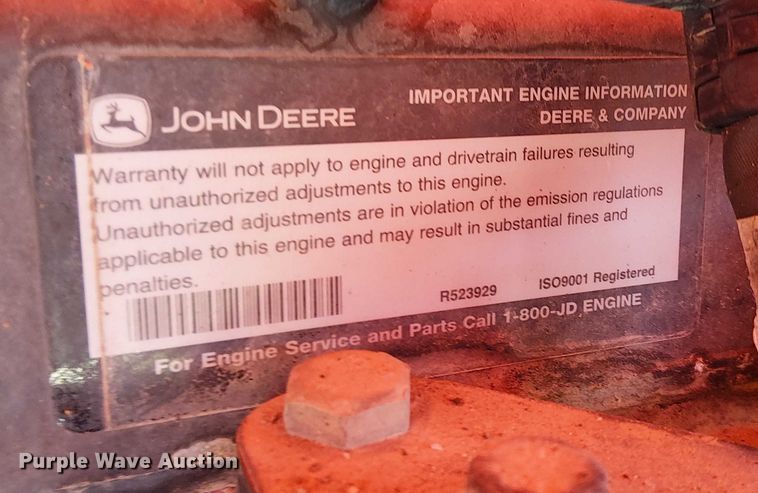 JOHN DEERE
IMPORTANT ENGINE INFORMATION
DEERE & COMPANY
Warranty will not apply to engine and drivetrain failures resulting
from unauthorized adjustments to this engine.
Unauthorized adjustments are in violation of the emission regulations
applicable to this engine and may result in substantial fines and
penalties.
R523929
ISO9001 Registered
For Engine Service and Parts Call 1-800-JD ENGINE
Purple Wave Auction